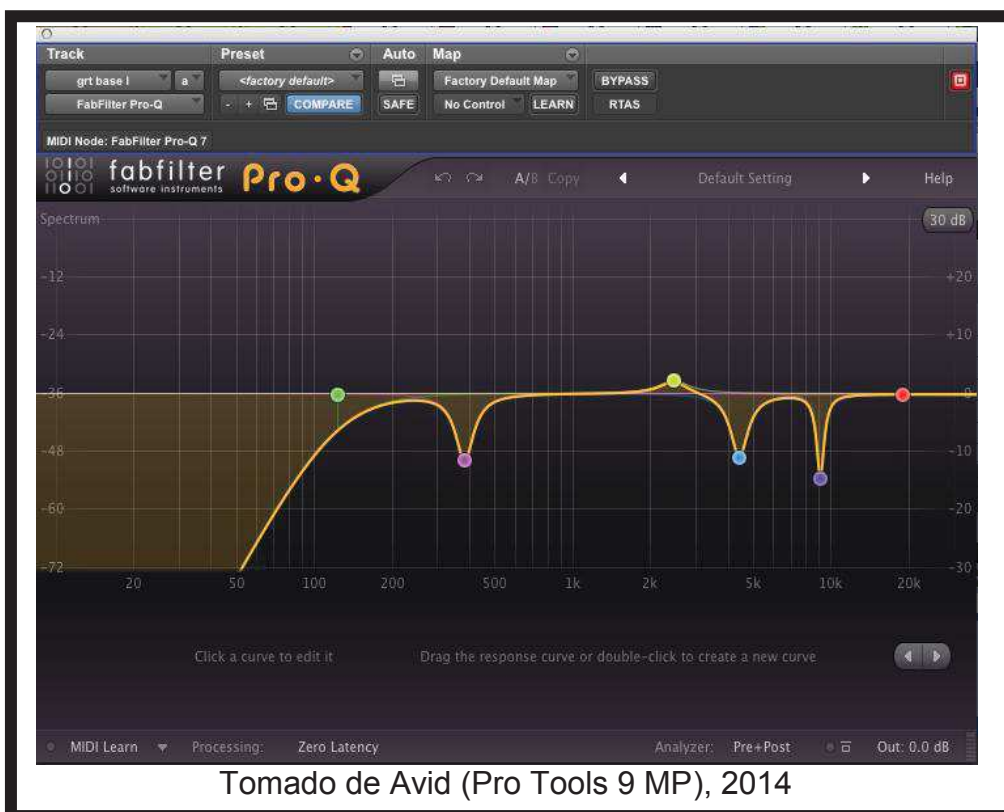 Track Preset Auto Map
grt base l a <factory default> Factory Default Map BYPASS
FabFilter Pro-Q - + COMPARE SAFE No Control LEARN RTAS
MIDI Node: FabFilter Pro-Q 7
fabfilter Pro·Q A/B Copy Default Setting Help
software instruments
Spectrum 30 dB
-12 +20
-24 +10
-36 0
-48 -10
-60 -20
-72 -30
20 50 100 200 500 1k 2k 5k 10k 20k
Click a curve to edit it Drag the response curve or double-click to create a new curve
MIDI Learn Processing: Zero Latency Analyzer: Pre+Post Out: 0.0 dB
Tomado de Avid (Pro Tools 9 MP), 2014